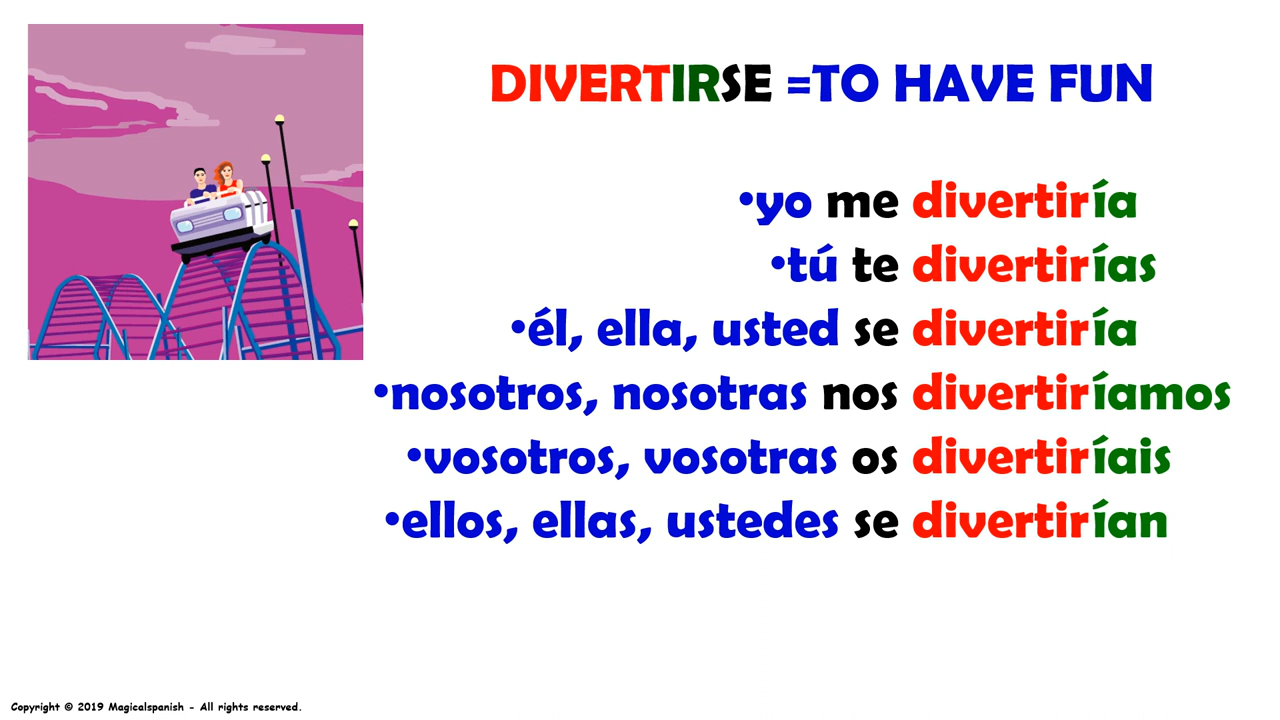 DIVERTIRSE =TO HAVE FUN
•yo me divertiría
•tú te divertirías
•él, ella, usted se divertiría
•nosotros, nosotras nos divertiríamos
•vosotros, vosotras os divertiríais
•ellos, ellas, ustedes se divertirían
Copyright © 2019 Magicalspanish - All rights reserved.